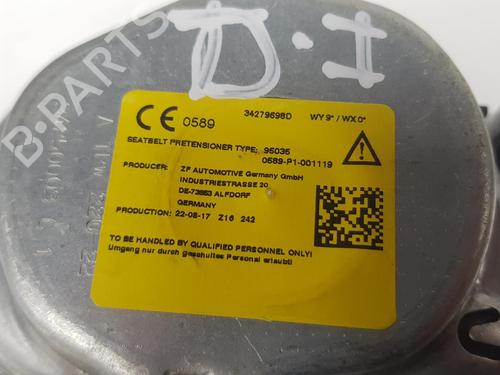 D.I
B-PARTS
CE 0589
34279698D
WY 9* / WX 0*
SEATBELT PRETENSIONER TYPE: 95035
0589-P1-001119
PRODUCER: ZF AUTOMOTIVE Germany GmbH
INDUSTRIESTRASSE 20
DE-73553 ALFDORF
GERMANY
PRODUCTION: 22-08-17 Z16 242
TO BE HANDLED BY QUALIFIED PERSONNEL ONLY!
Umgang nur durch geschultes Personal erlaubt!